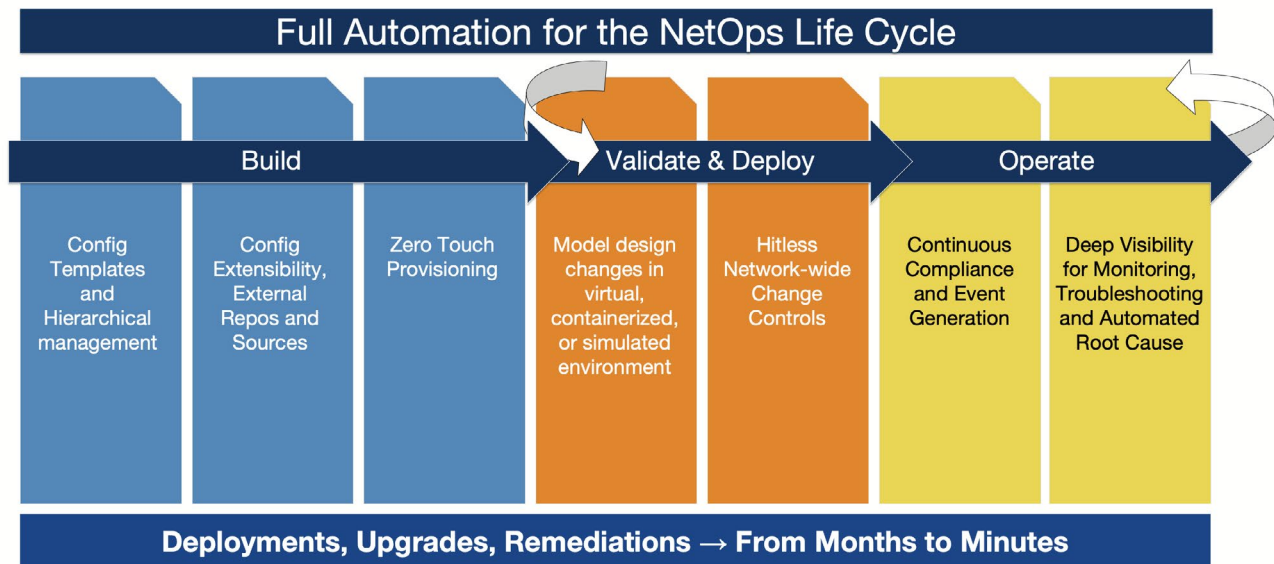 Full Automation for the NetOps Life Cycle
Build
Validate & Deploy
Operate
Config
Templates
and
Hierarchical
management
Config
Extensibility,
External
Repos and
Sources
Zero Touch
Provisioning
Model design
changes in
virtual,
containerized,
or simulated
environment
Hitless
Network-wide
Change
Controls
Continuous
Compliance
and Event
Generation
Deep Visibility
for Monitoring,
Troubleshooting
and Automated
Root Cause
Deployments, Upgrades, Remediations → From Months to Minutes